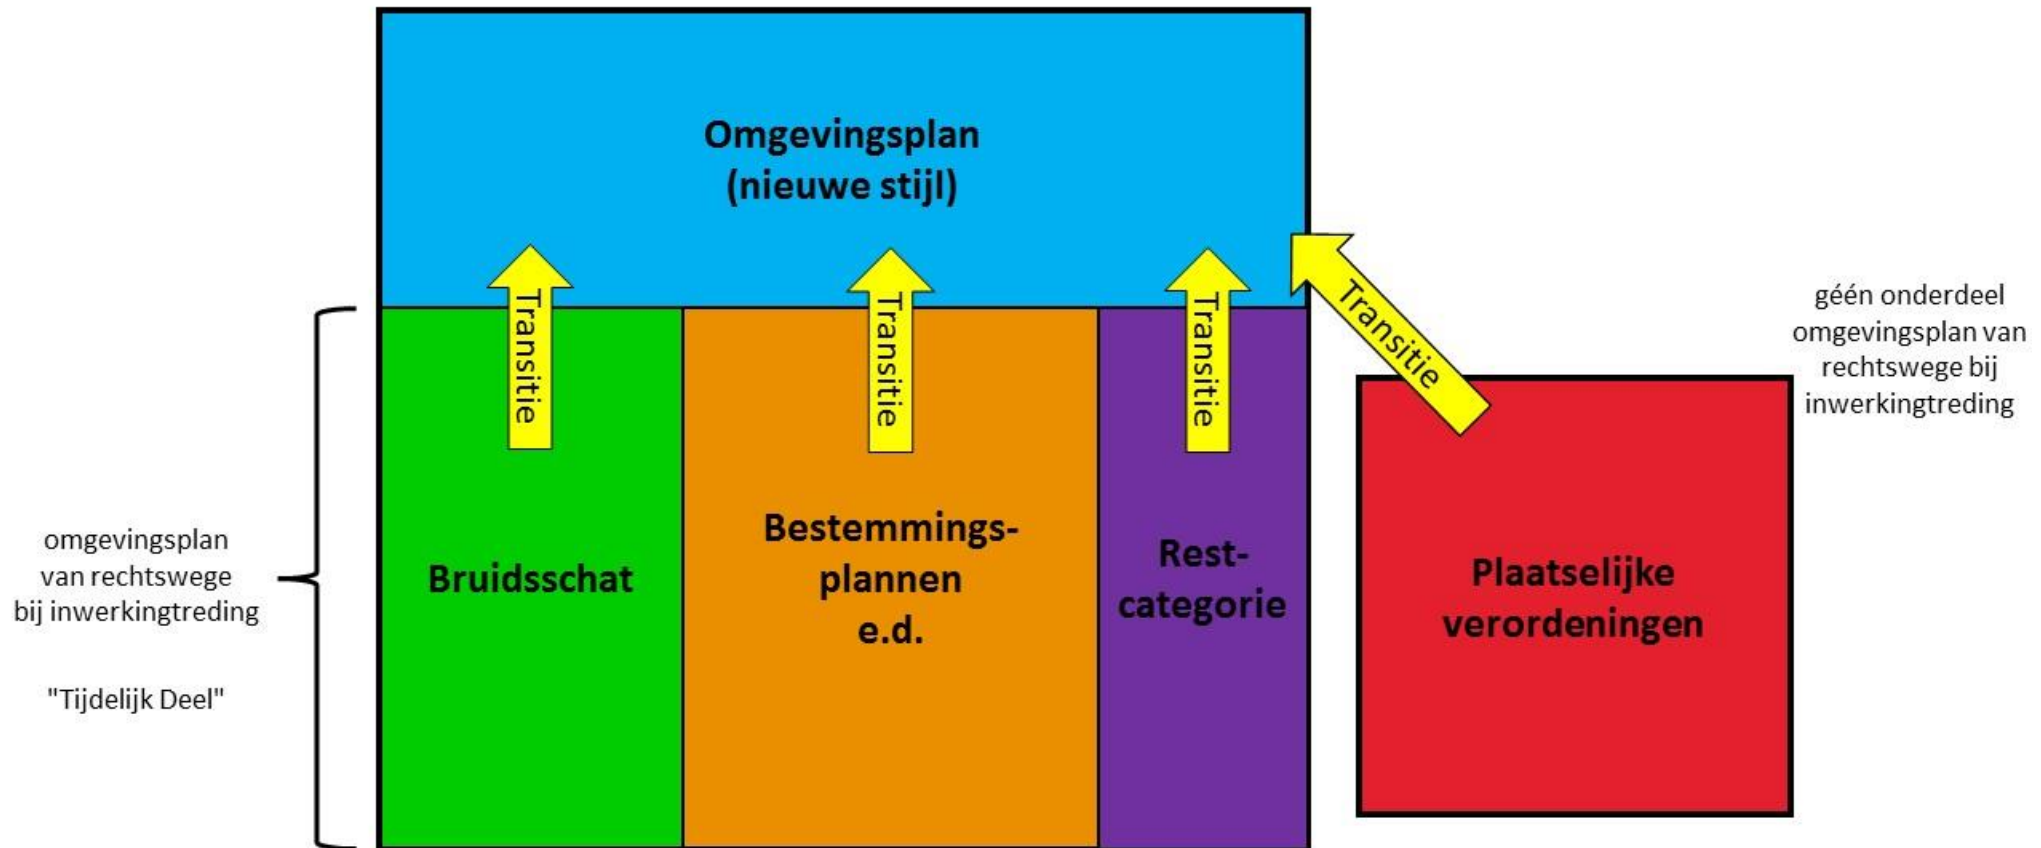 Omgevingsplan
(nieuwe stijl)
Transitie
Transitie
Transitie
Transitie
géén onderdeel
omgevingsplan van
rechtswege bij
inwerkingtreding
omgevingsplan
van rechtswege
bij inwerkingtreding
"Tijdelijk Deel"
Bruidsschat
Bestemmings-
plannen
e.d.
Rest-
categorie
Plaatselijke
verordeningen